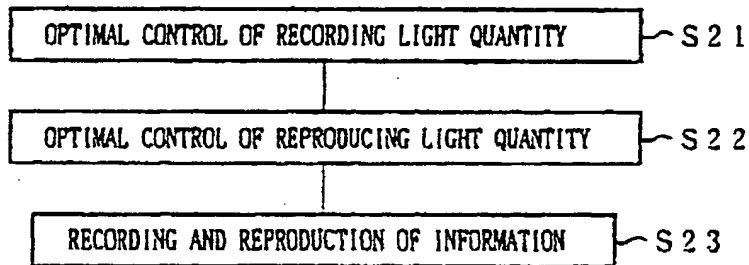 OPTIMAL CONTROL OF RECORDING LIGHT QUANTITY S21
OPTIMAL CONTROL OF REPRODUCING LIGHT QUANTITY S22
RECORDING AND REPRODUCTION OF INFORMATION S23